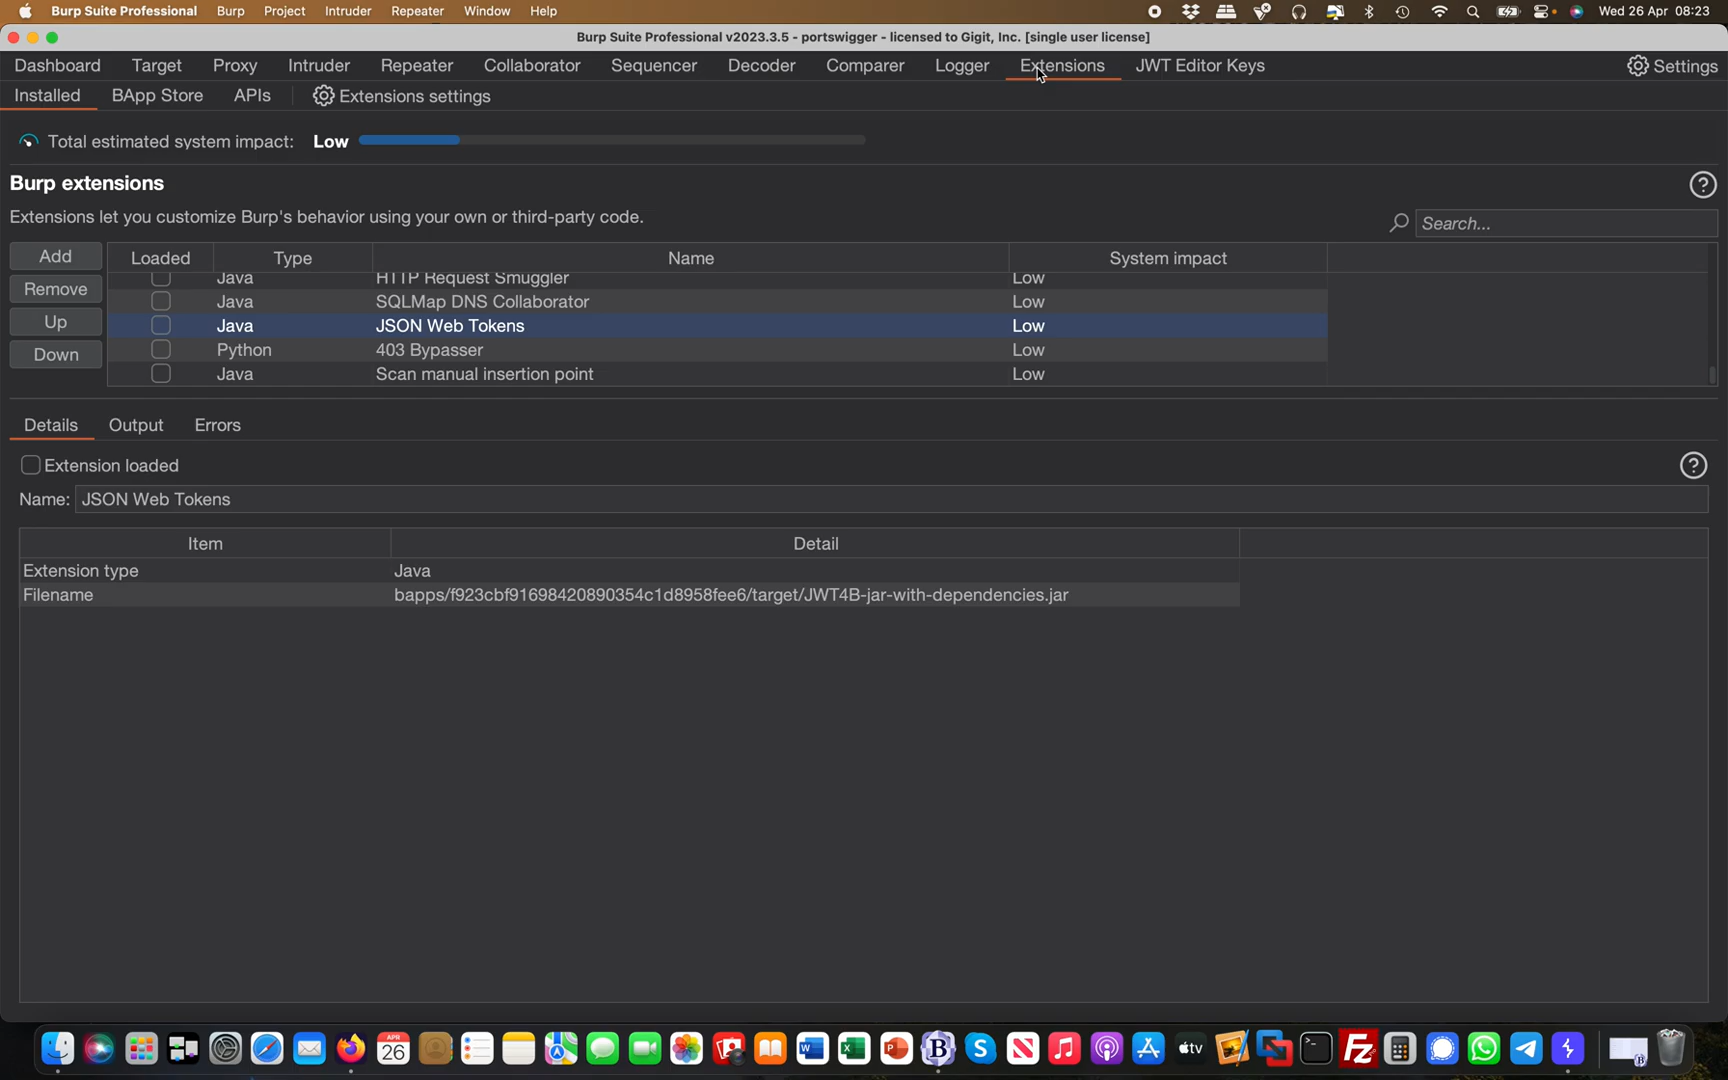 Burp Suite Professional Burp Project Intruder Repeater Window Help Wed 26 Apr 08:23
Burp Suite Professional v2023.3.5 - portswigger - licensed to Gigit, Inc. [single user license]
Dashboard Target Proxy Intruder Repeater Collaborator Sequencer Decoder Comparer Logger Extensions JWT Editor Keys Settings
Installed BApp Store APIs Extensions settings
Total estimated system impact: Low
Burp extensions
Extensions let you customize Burp's behavior using your own or third-party code.
Search...
Add Loaded Type Name System impact
Java HTTP Request Smuggler Low
Remove
Java SQLMap DNS Collaborator Low
Up Java JSON Web Tokens Low
Python 403 Bypasser Low
Down
Java Scan manual insertion point Low
Details Output Errors
Extension loaded
Name: JSON Web Tokens
Item Detail
Extension type Java
Filename bapps/f923cbf91698420890354c1d8958fee6/target/JWT4B-jar-with-dependencies.jar
APR
26
tv